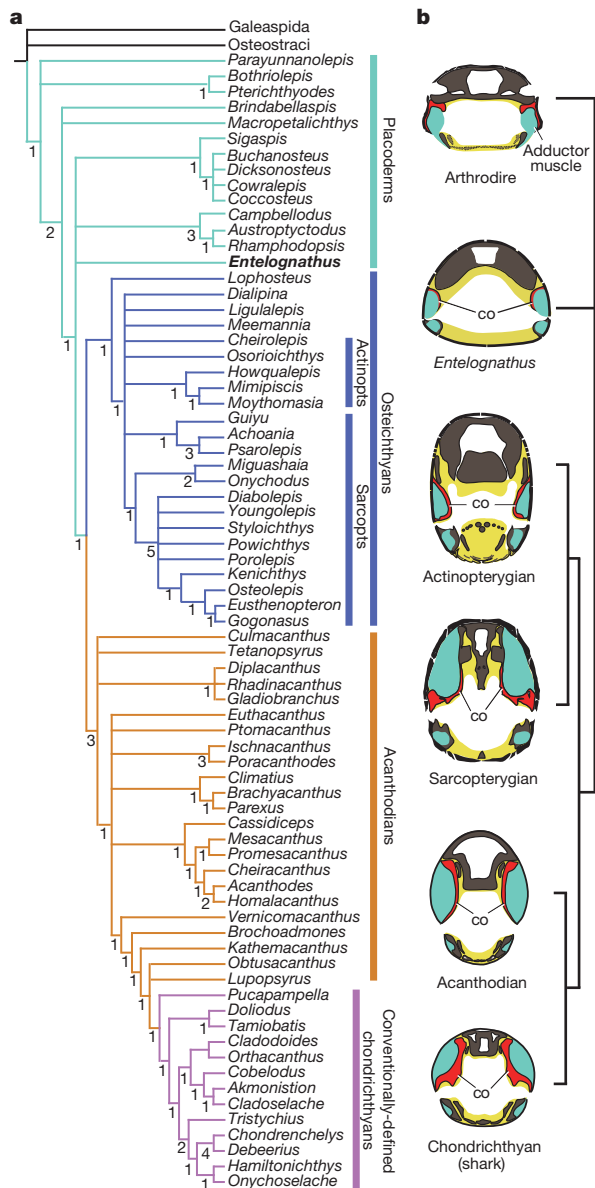 a
Galeaspida
Osteostraci
Parayunnanolepis
Bothriolepis
Pterichthyodes
1
Brindabellaspis
Macropetalichthys
1
Sigaspis
Buchanosteus
1
Dicksonosteus
Cowralepis
1
Coccosteus
Campbellodus
2
Austroptyctodus
3
Rhamphodopsis
1
Entelognathus
Placoderms
Lophosteus
Dialipina
Ligulalepis
Meemannia
Cheirolepis
1
1
Osorioichthys
Howqualepis
Mimipiscis
1
1
Moythomasia
1
Actinopts
Guiyu
Achoania
1
Psarolepis
3
Miguashaia
Onychodus
2
Diabolepis
Youngolepis
Styloichthys
1
Powichthys
1
5
Porolepis
Kenichthys
Osteolepis
Eusthenopteron
1
1
Gogonasus
1
Sarcopts
Osteichthyans
Culmacanthus
Tetanopsyrus
Diplacanthus
Rhadinacanthus
Gladiobranchus
1
Euthacanthus
Ptomacanthus
3
Ischnacanthus
Poracanthodes
3
Climatius
Brachyacanthus
1
Parexus
1
Cassidiceps
Mesacanthus
1
Promesacanthus
1
1
Cheiracanthus
1
Acanthodes
1
Homalacanthus
2
Vernicomacanthus
Brochoadmones
1
Kathemacanthus
1
Obtusacanthus
1
Lupopsyrus
1
Acanthodians
Pucapampella
Doliodus
1
Tamiobatis
1
Cladodoides
1
Orthacanthus
Cobelodus
Akmonistion
1
1
Cladoselache
1
Tristychius
Chondrenchelys
2
Debeerius
4
Hamiltonichthys
Onychoselache
1
1
Conventionally-defined
chondrichthyans
b
Adductor
muscle
Arthrodire
co
Entelognathus
co
Actinopterygian
co
Sarcopterygian
co
Acanthodian
co
Chondrichthyan
(shark)